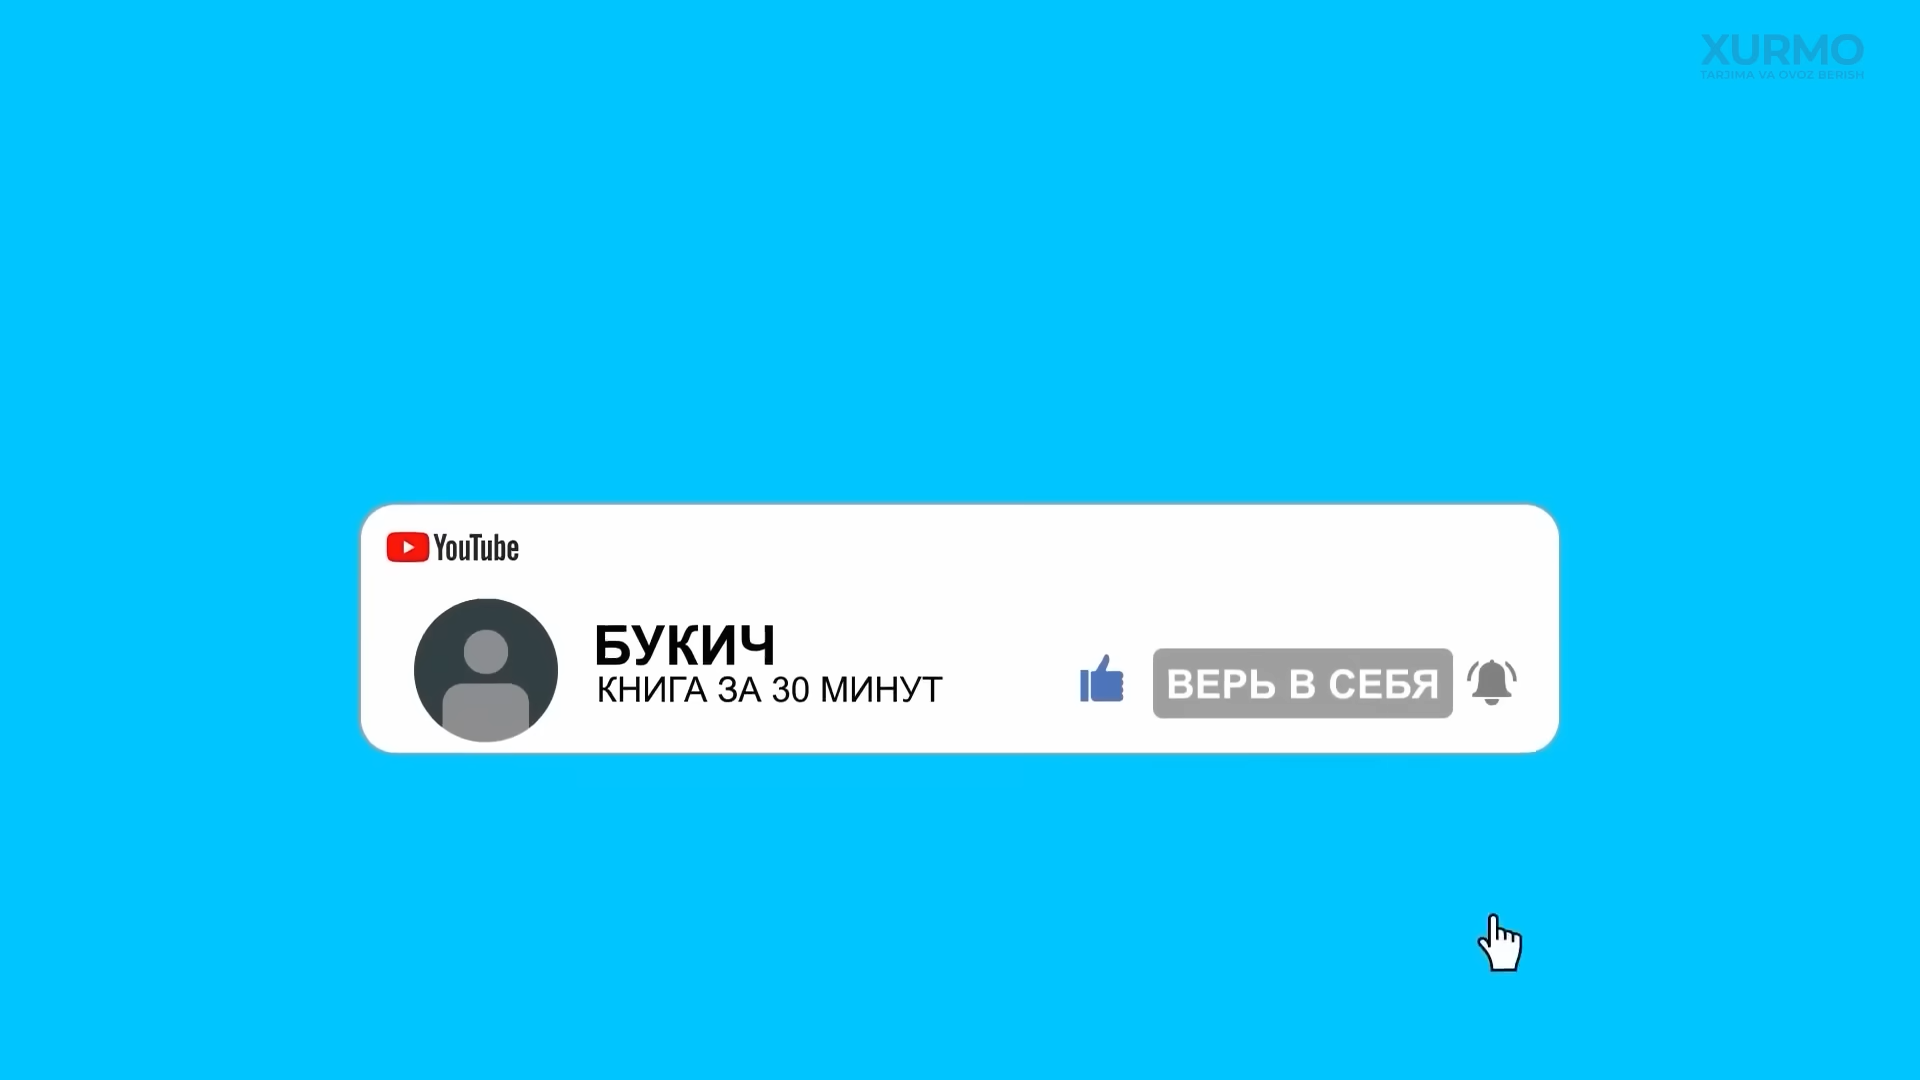 XURMO
TARJIMA VA OVOZ BERISH
YouTube
БУКИЧ
КНИГА ЗА 30 МИНУТ
ВЕРЬ В СЕБЯ